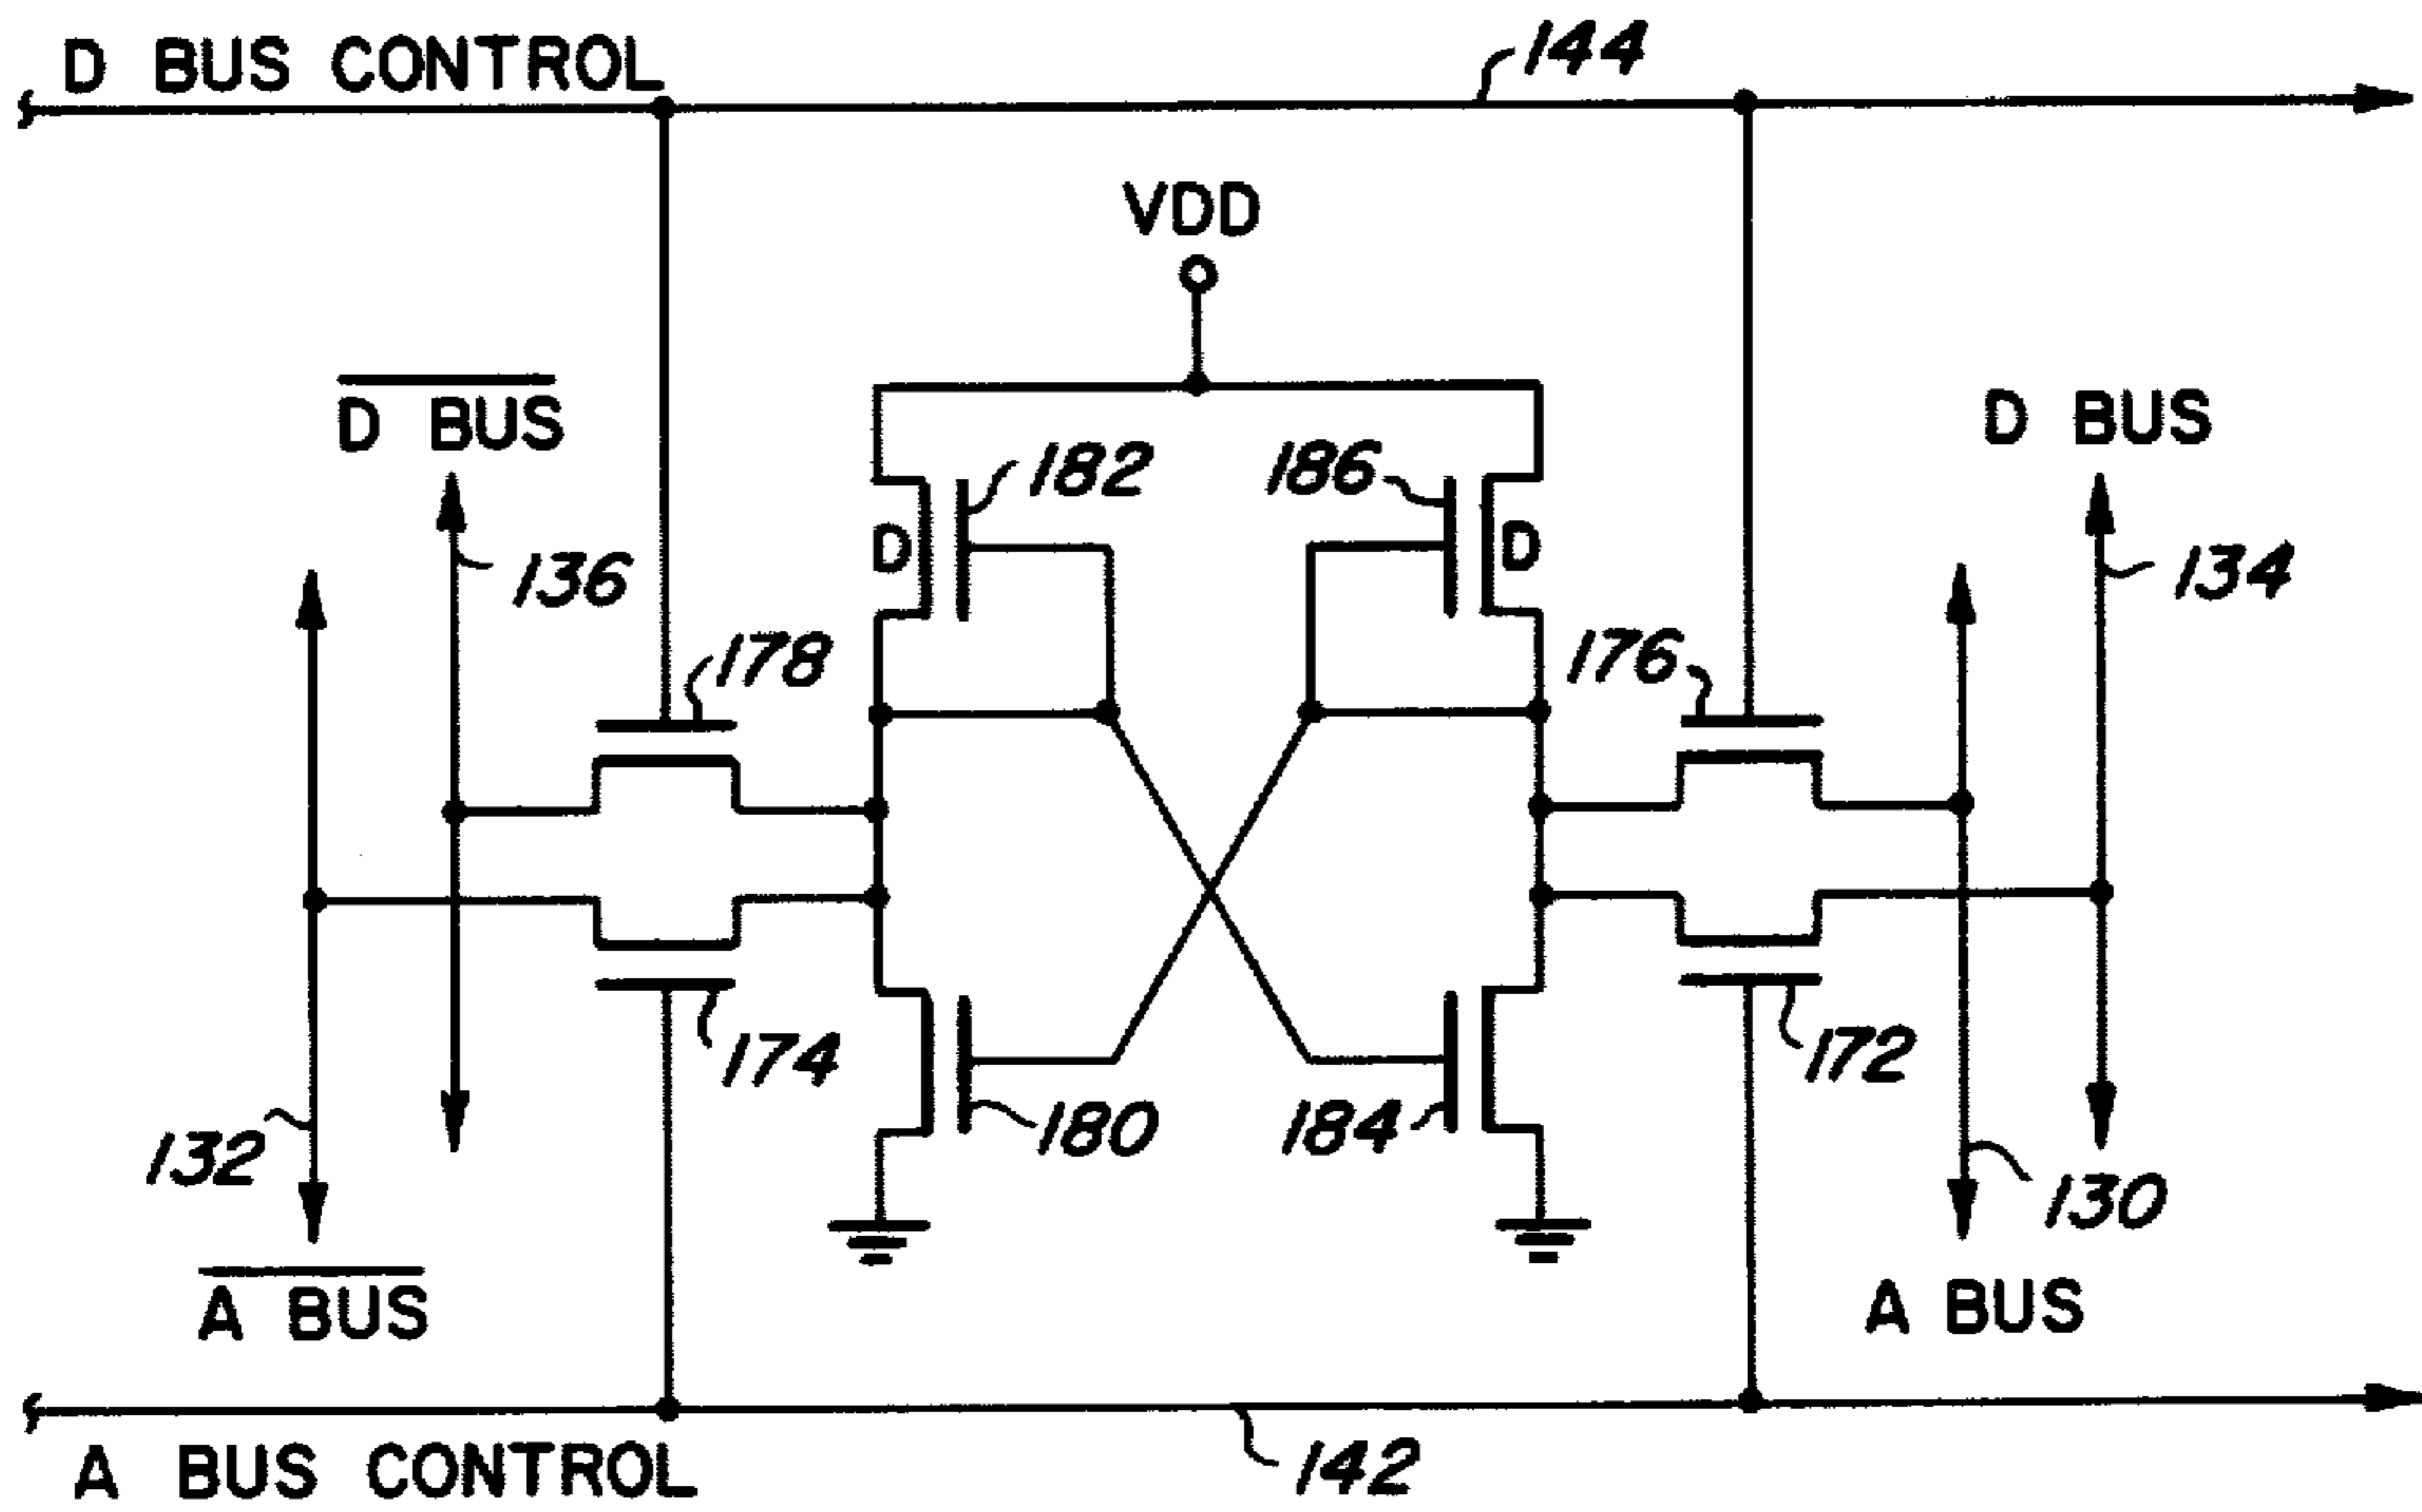 D BUS CONTROL
144
VDD
D BUS
D BUS
182
186
D
D
136
134
178
176
174
172
132
180
184
130
A BUS
A BUS
A BUS CONTROL
142